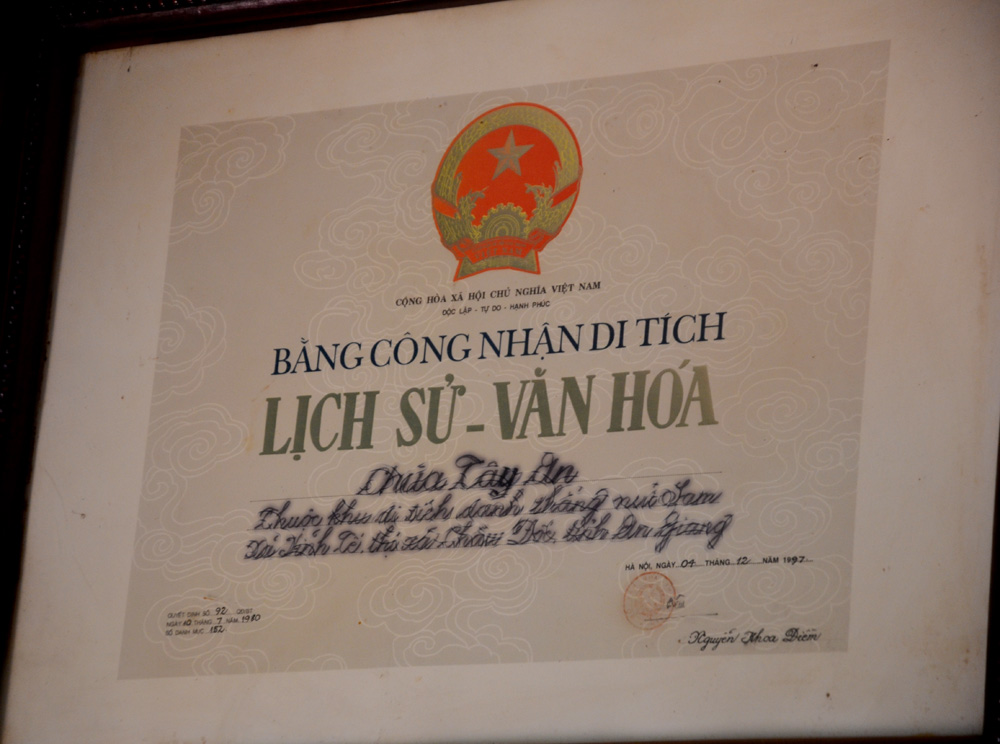 CỘNG HÒA XÃ HỘI CHỦ NGHĨA VIỆT NAM
ĐỘC LẬP - TỰ DO - HẠNH PHÚC
BẰNG CÔNG NHẬN DI TÍCH
LỊCH SỬ - VĂN HÓA
Chùa Tây An
Thuộc khu di tích danh thắng núi Sam
Xã Vĩnh Tế, thị xã Châu Đốc, tỉnh An Giang
HÀ NỘI, NGÀY 04 THÁNG 12 NĂM 1997
QUYẾT ĐỊNH SỐ 92
NGÀY 10 THÁNG 7 NĂM 1980
SỐ DANH MỤC 152
Nguyễn Khoa Điềm